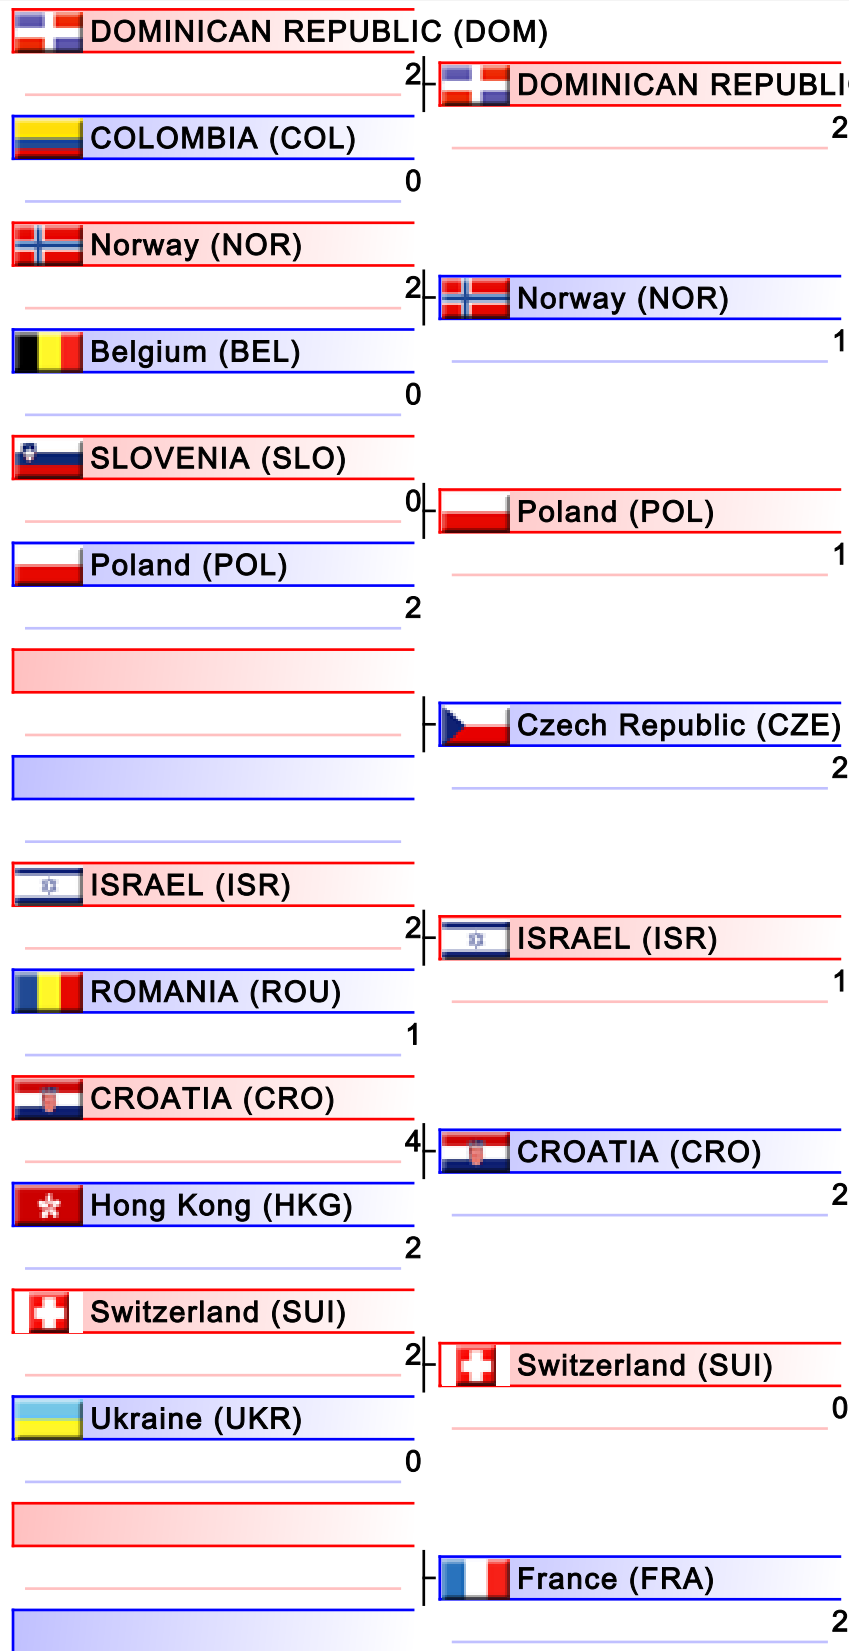 DOMINICAN REPUBLIC (DOM)
2
COLOMBIA (COL)
0
Norway (NOR)
2
Belgium (BEL)
0
SLOVENIA (SLO)
0
Poland (POL)
2
ISRAEL (ISR)
2
ROMANIA (ROU)
1
CROATIA (CRO)
4
Hong Kong (HKG)
2
Switzerland (SUI)
2
Ukraine (UKR)
0
DOMINICAN REPUBLI
2
Norway (NOR)
1
Poland (POL)
1
Czech Republic (CZE)
2
ISRAEL (ISR)
1
CROATIA (CRO)
2
Switzerland (SUI)
0
France (FRA)
2